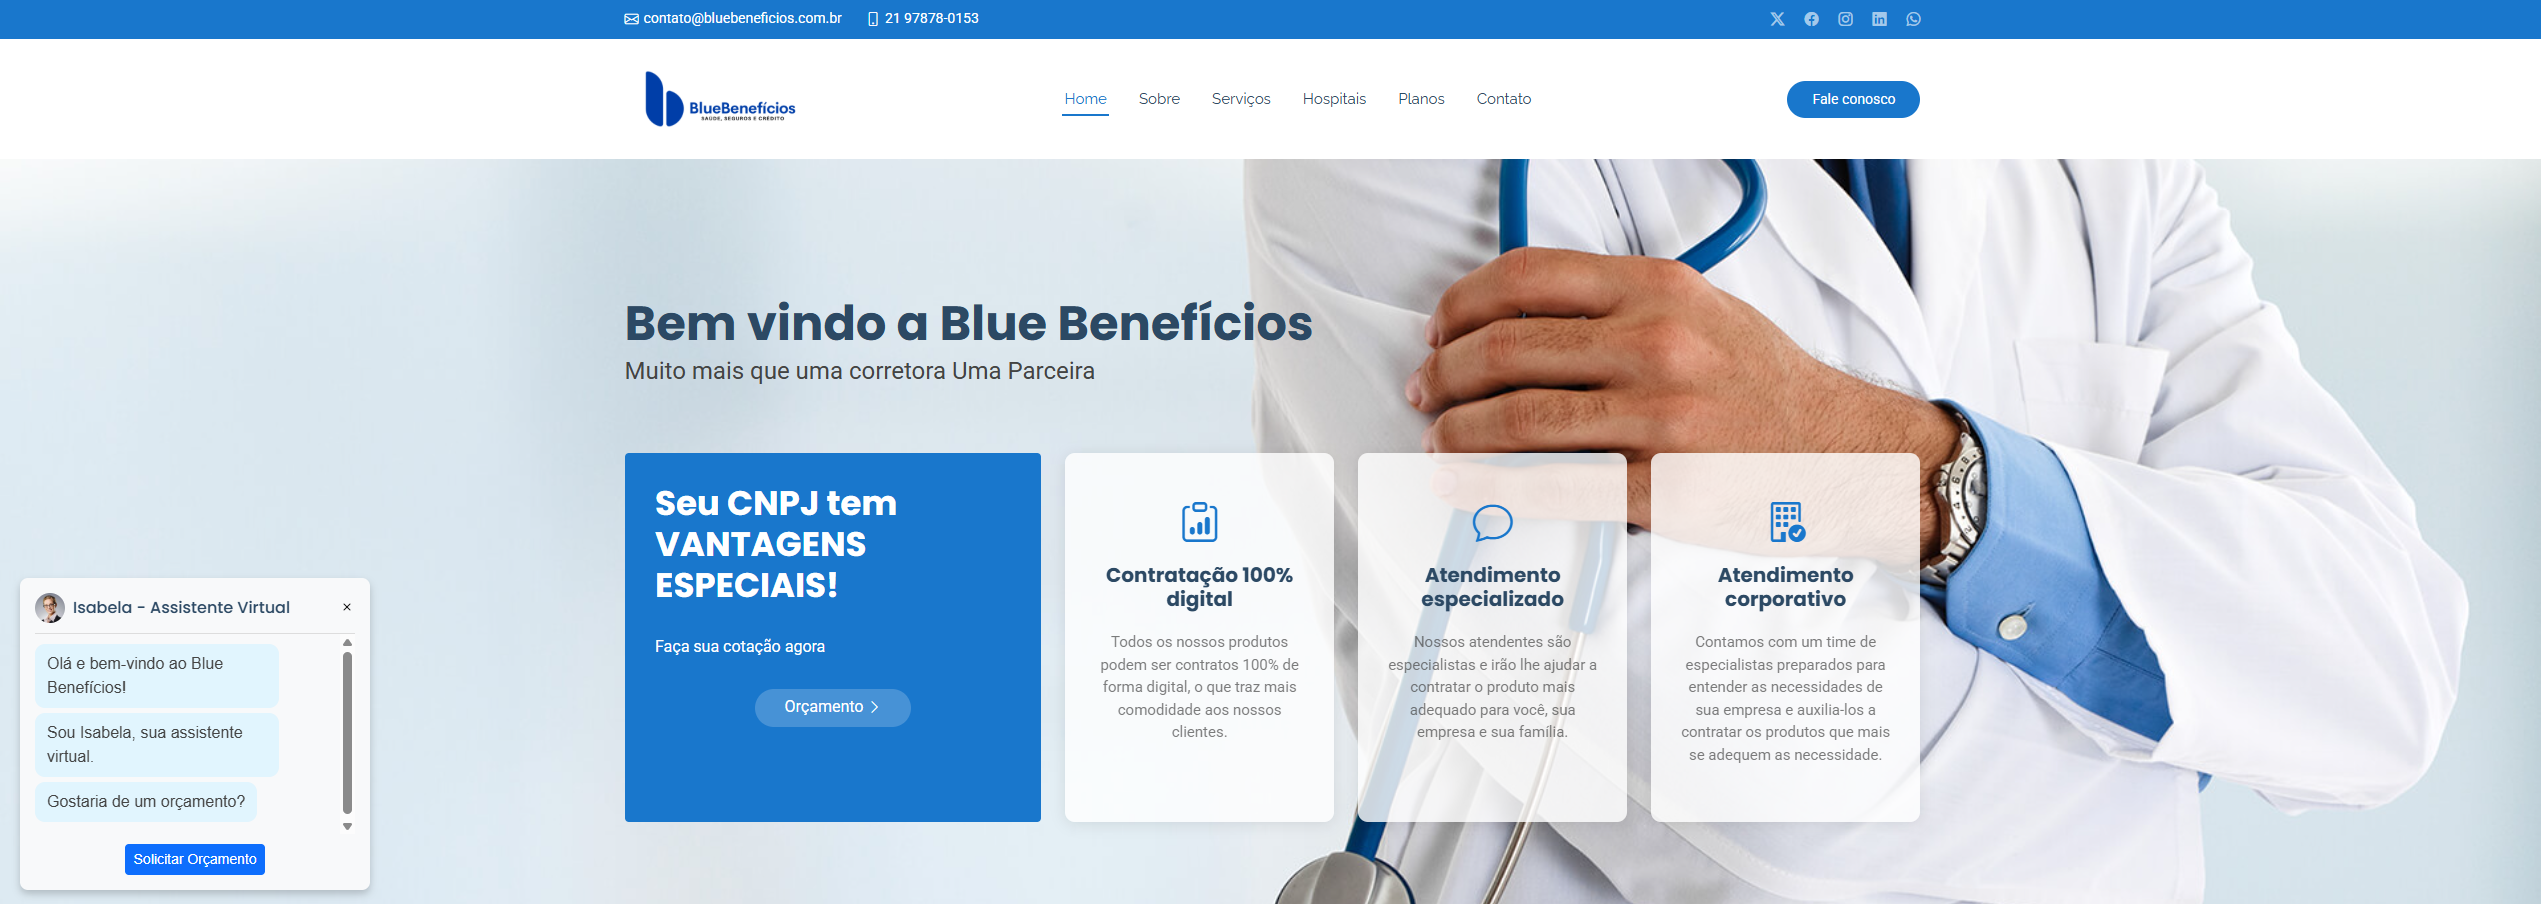 contato@bluebeneficios.com.br 21 97878-0153
BlueBenefícios
SAÚDE, SEGUROS E CRÉDITO
Home Sobre Serviços Hospitais Planos Contato
Fale conosco
Bem vindo a Blue Benefícios
Muito mais que uma corretora Uma Parceira
Seu CNPJ tem
VANTAGENS
ESPECIAIS!
Faça sua cotação agora
Orçamento
Contratação 100%
digital
Todos os nossos produtos
podem ser contratos 100% de
forma digital, o que traz mais
comodidade aos nossos
clientes.
Atendimento
especializado
Nossos atendentes são
especialistas e irão lhe ajudar a
contratar o produto mais
adequado para você, sua
empresa e sua família.
Atendimento
corporativo
Contamos com um time de
especialistas preparados para
entender as necessidades de
sua empresa e auxilia-los a
contratar os produtos que mais
se adequem as necessidade.
Isabela - Assistente Virtual
Olá e bem-vindo ao Blue
Benefícios!
Sou Isabela, sua assistente
virtual.
Gostaria de um orçamento?
Solicitar Orçamento